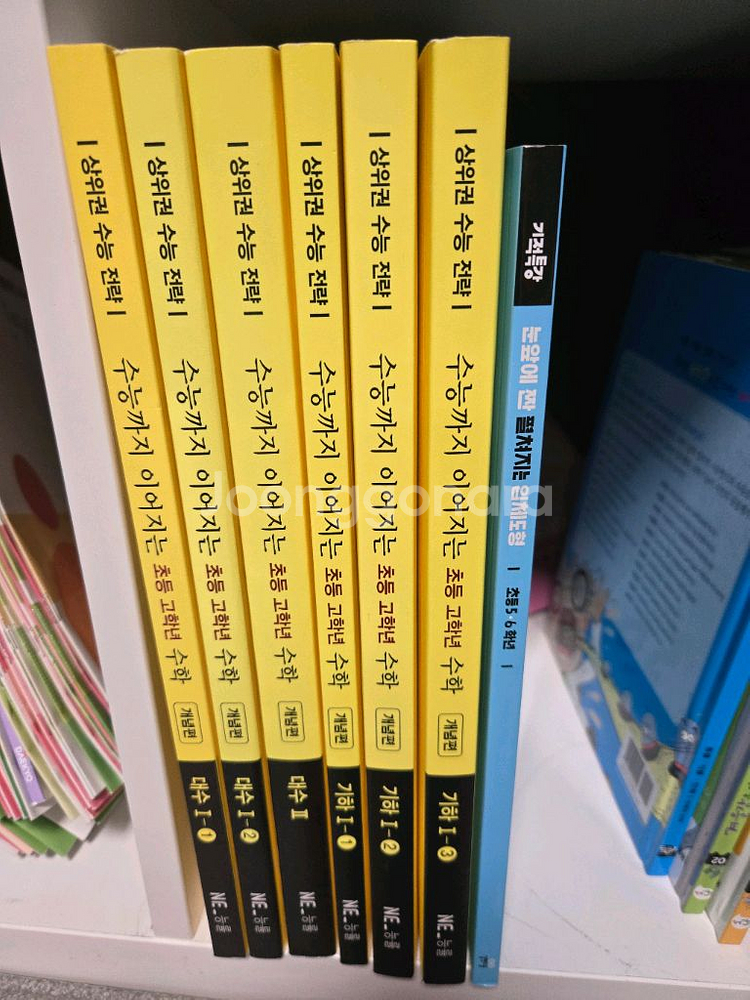 | 상위권 수능 전략 |
수능까지 이어지는 초등 고학년 수학
개념편
대수 I-1
NE_능률
| 상위권 수능 전략 |
수능까지 이어지는 초등 고학년 수학
개념편
대수 I-2
NE_능률
| 상위권 수능 전략 |
수능까지 이어지는 초등 고학년 수학
개념편
대수 II
NE_능률
| 상위권 수능 전략 |
수능까지 이어지는 초등 고학년 수학
개념편
기하 I-1
NE_능률
| 상위권 수능 전략 |
수능까지 이어지는 초등 고학년 수학
개념편
기하 I-2
NE_능률
| 상위권 수능 전략 |
수능까지 이어지는 초등 고학년 수학
개념편
기하 I-3
NE_능률
기적특강
눈앞에 짠 펼쳐지는 입체도형
| 초등 5·6학년 |
Joonggonara